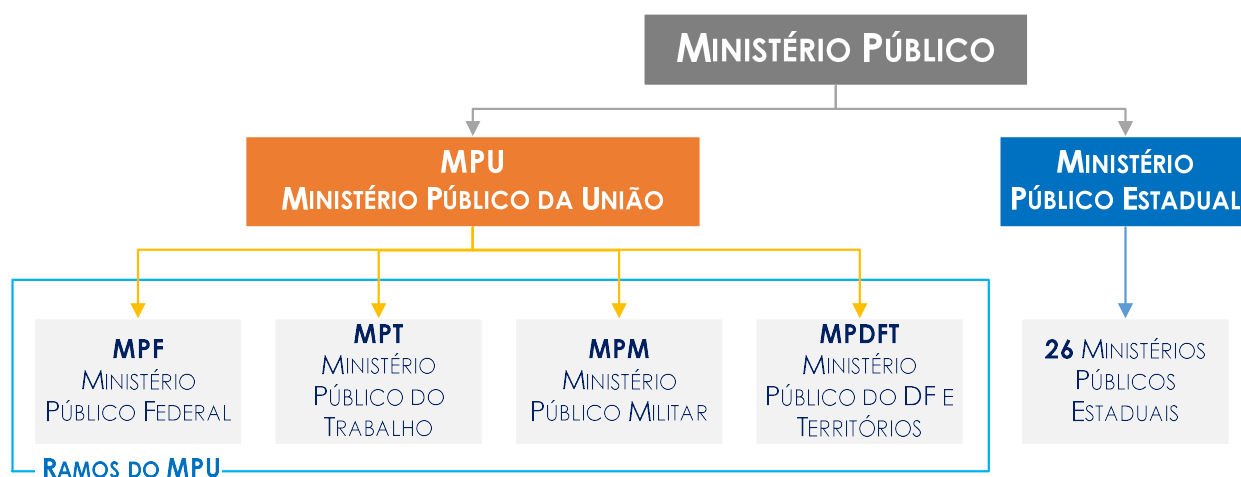 Ministério Público
MPU
Ministério Público da União
Ministério
Público Estadual
MPF
Ministério
Público Federal
MPT
Ministério
Público do
Trabalho
MPM
Ministério
Público Militar
MPDFT
Ministério
Público do DF e
Territórios
26 Ministérios
Públicos
Estaduais
Ramos do MPU